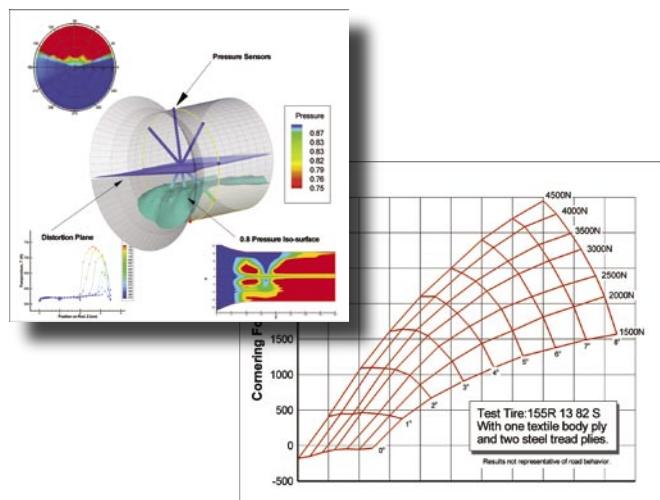 Pressure Sensors
Pressure
0.87
0.83
0.83
0.82
0.79
0.76
0.75
Distortion Plane
0.8 Pressure Iso-surface
4500N
4000N
3500N
3000N
2500N
2000N
1500N
8°
7°
6°
5°
4°
3°
2°
1°
0°
Cornering Fo
1500
1000
500
0
-500
Test Tire:155R 13 82 S
With one textile body ply
and two steel tread plies.
Results not representative of road behavior.